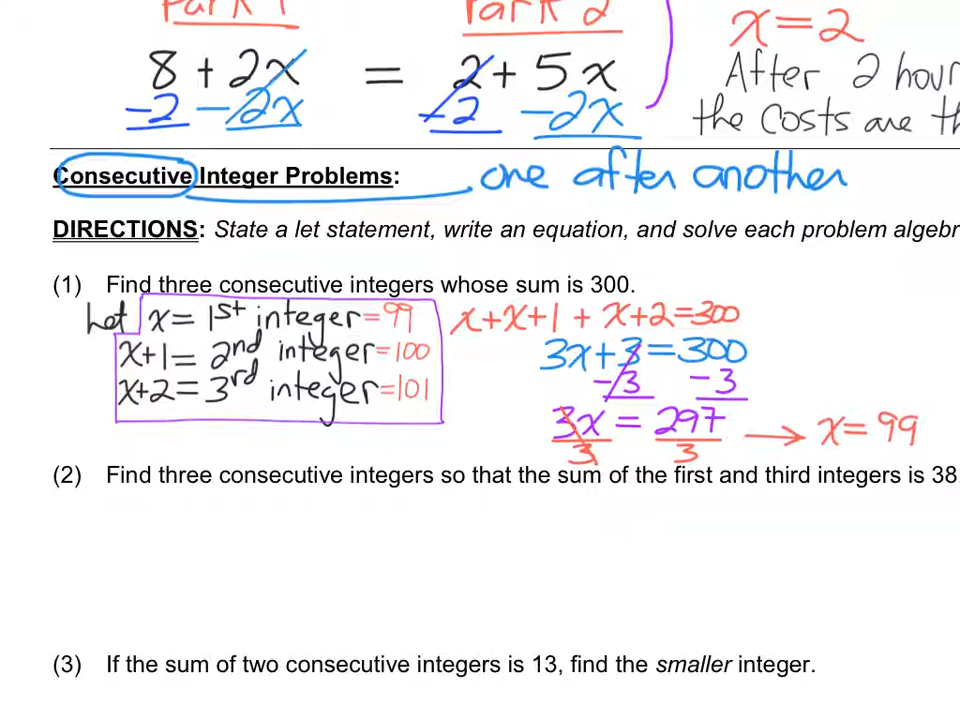 Park 1 Park 2
8 + 2x = 2 + 5x
-2 -2x -2 -2x
x=2
After 2 hour
the costs are th
Consecutive Integer Problems: one after another
DIRECTIONS: State a let statement, write an equation, and solve each problem algebr
(1) Find three consecutive integers whose sum is 300.
Let x = 1st integer =99 x+x+1 + x+2=300
x+1= 2nd integer =100 3x+3=300
x+2= 3rd integer =101 -3 -3
3x = 297 → x=99
3 3
(2) Find three consecutive integers so that the sum of the first and third integers is 38
(3) If the sum of two consecutive integers is 13, find the smaller integer.